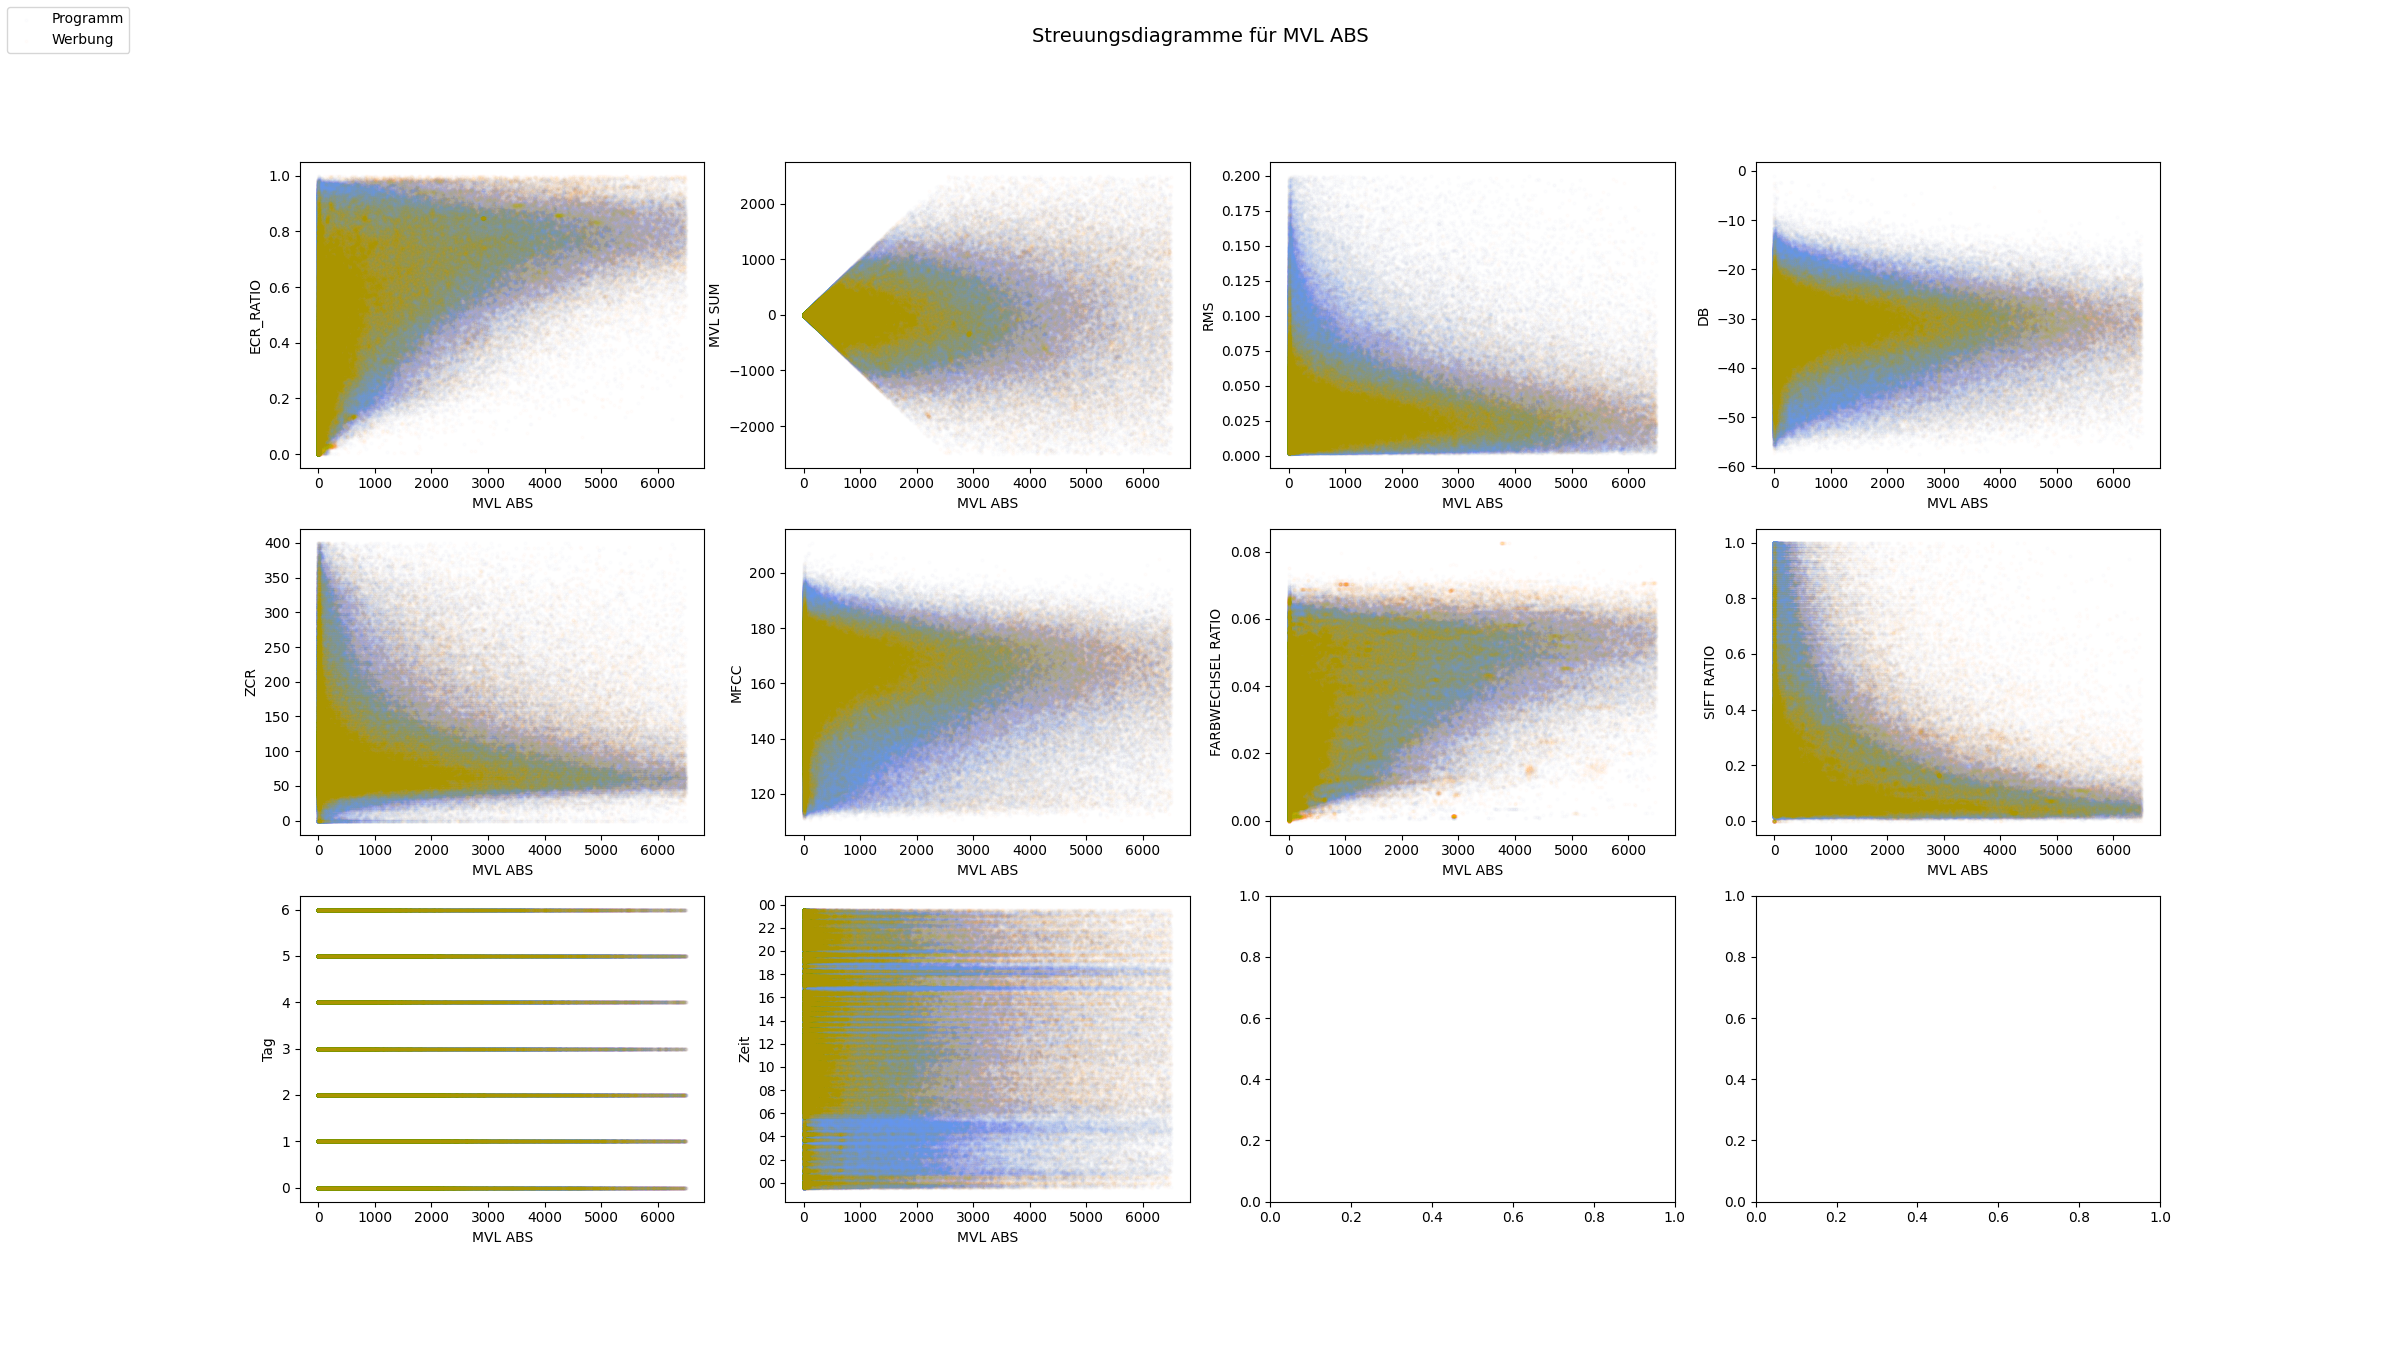 Programm
Werbung
Streuungsdiagramme für MVL ABS
1.0
0.8
0.6
0.4
0.2
0.0
ECR_RATIO
0 1000 2000 3000 4000 5000 6000
MVL ABS
2000
1000
0
−1000
−2000
MVL SUM
0 1000 2000 3000 4000 5000 6000
MVL ABS
0.200
0.175
0.150
0.125
0.100
0.075
0.050
0.025
0.000
RMS
0 1000 2000 3000 4000 5000 6000
MVL ABS
0
−10
−20
−30
−40
−50
−60
DB
0 1000 2000 3000 4000 5000 6000
MVL ABS
400
350
300
250
200
150
100
50
0
ZCR
0 1000 2000 3000 4000 5000 6000
MVL ABS
200
180
160
140
120
MFCC
0 1000 2000 3000 4000 5000 6000
MVL ABS
0.08
0.06
0.04
0.02
0.00
FARBWECHSEL RATIO
0 1000 2000 3000 4000 5000 6000
MVL ABS
1.0
0.8
0.6
0.4
0.2
0.0
SIFT RATIO
0 1000 2000 3000 4000 5000 6000
MVL ABS
6
5
4
3
2
1
0
Tag
0 1000 2000 3000 4000 5000 6000
MVL ABS
00
22
20
18
16
14
12
10
08
06
04
02
00
Zeit
0 1000 2000 3000 4000 5000 6000
MVL ABS
1.0
0.8
0.6
0.4
0.2
0.0
0.0 0.2 0.4 0.6 0.8 1.0
1.0
0.8
0.6
0.4
0.2
0.0
0.0 0.2 0.4 0.6 0.8 1.0